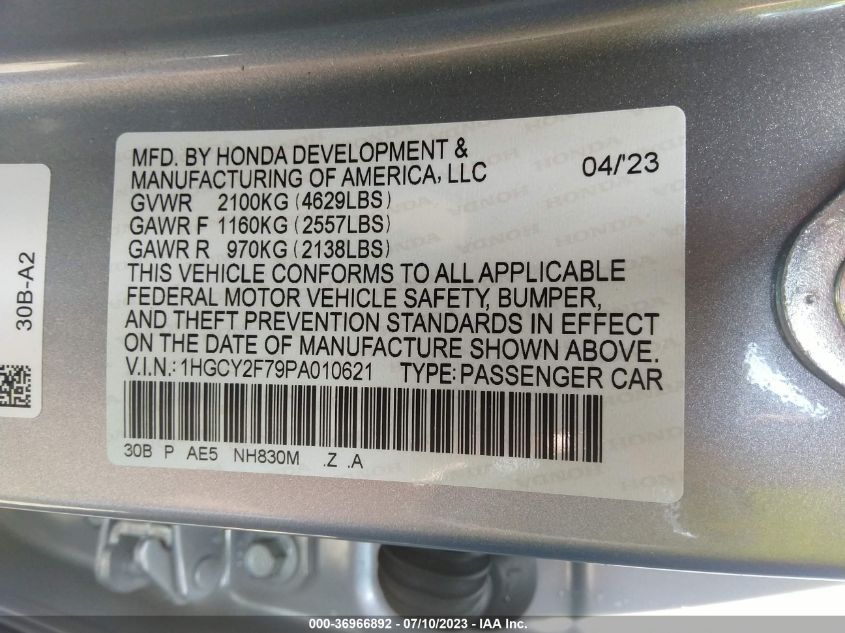 30B-A2
MFD. BY HONDA DEVELOPMENT &
MANUFACTURING OF AMERICA, LLC 04/'23
GVWR 2100KG (4629LBS)
GAWR F 1160KG (2557LBS)
GAWR R 970KG (2138LBS)
THIS VEHICLE CONFORMS TO ALL APPLICABLE
FEDERAL MOTOR VEHICLE SAFETY, BUMPER,
AND THEFT PREVENTION STANDARDS IN EFFECT
ON THE DATE OF MANUFACTURE SHOWN ABOVE.
V.I.N.: 1HGCY2F79PA010621 TYPE: PASSENGER CAR
30B P AE5 NH830M .Z .A
000-36966892 - 07/10/2023 - IAA Inc.